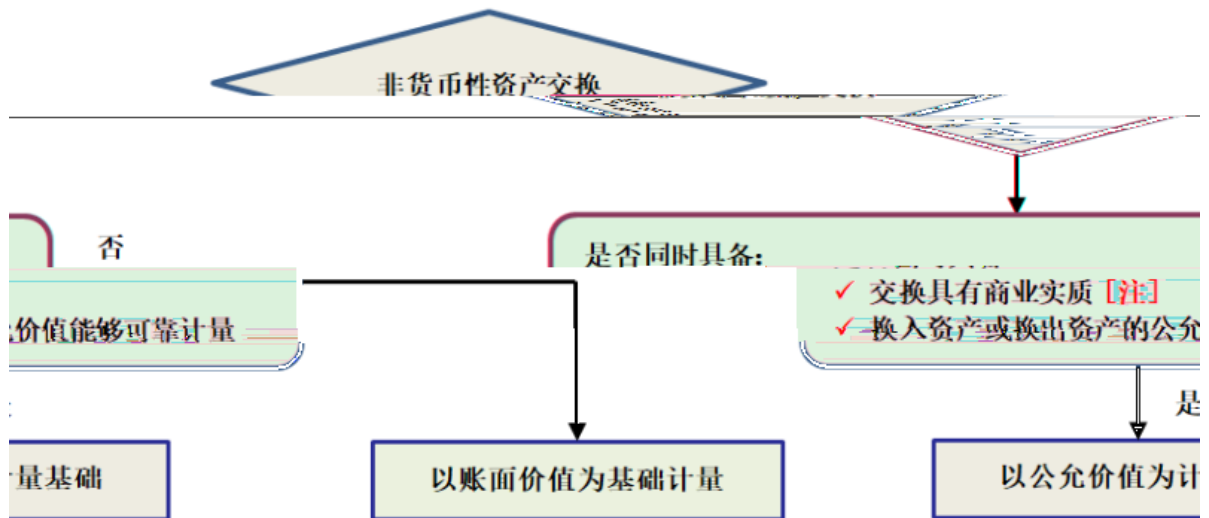 非货币性资产交换
否
是否同时具备:
✓ 交换具有商业实质 [注]
价值能够可靠计量
✓ 换入资产或换出资产的公允
是
量基础
以账面价值为基础计量
以公允价值为计